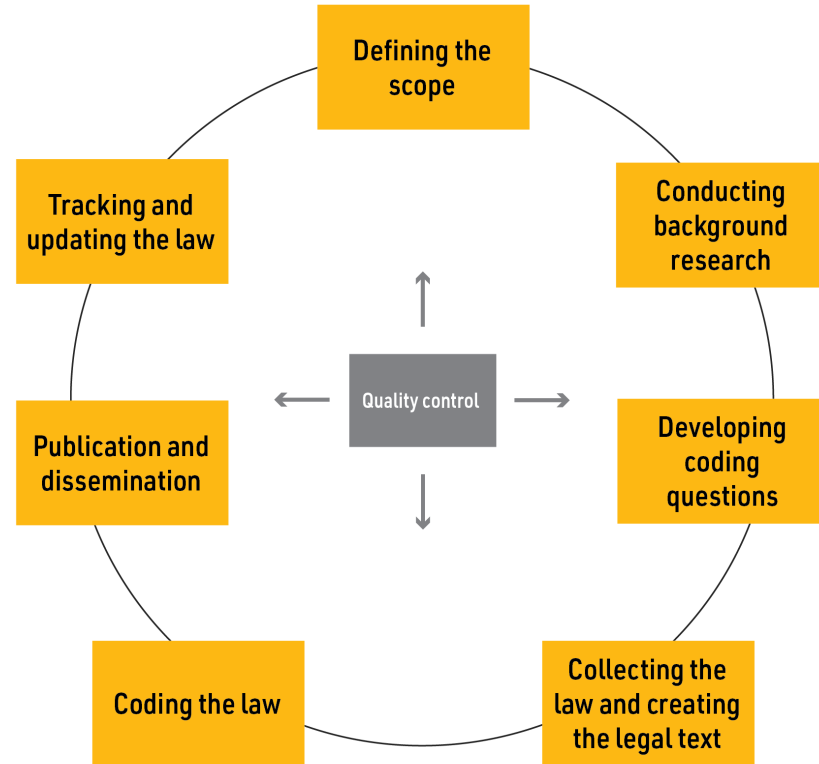 Defining the
scope
Conducting
background
research
Developing
coding
questions
Collecting the
law and creating
the legal text
Coding the law
Publication and
dissemination
Tracking and
updating the law
Quality control